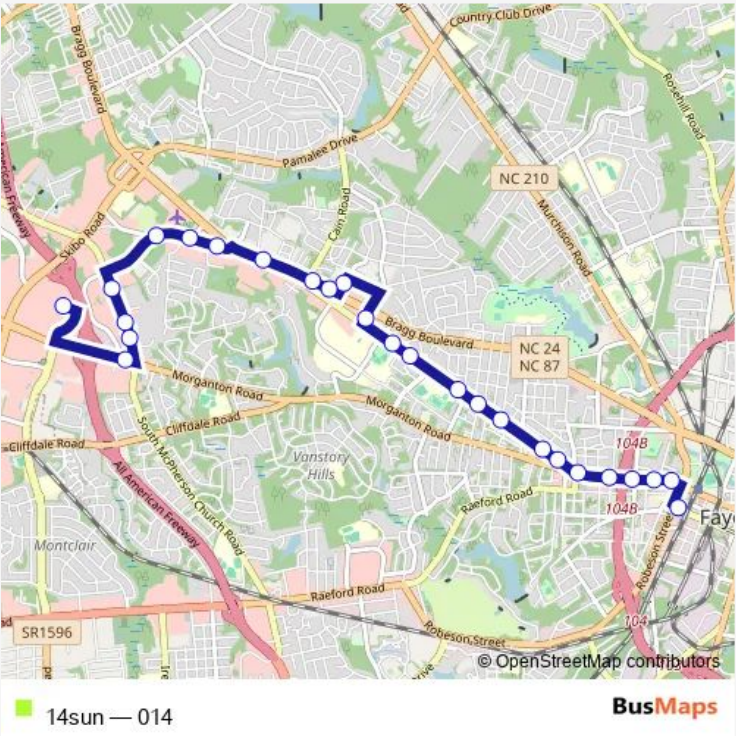 Country Club Drive
Bragg Boulevard
Rosehill Road
Pamalee Drive
American Freeway
NC 210
Cain Road
Murchison Road
Skibo Road
Bragg Boulevard
NC 24
NC 87
Morganton Road
Morganton Road
Cliffdale Road
Cliffdale Road
South McPherson Church Road
Vanstory
Hills
104B
All American Freeway
Raeford Road
104B
Fay
Montclair
Robeson Street
Raeford Road
SR1596
Robeson Street
104
© OpenStreetMap contributors
14sun — 014
BusMaps